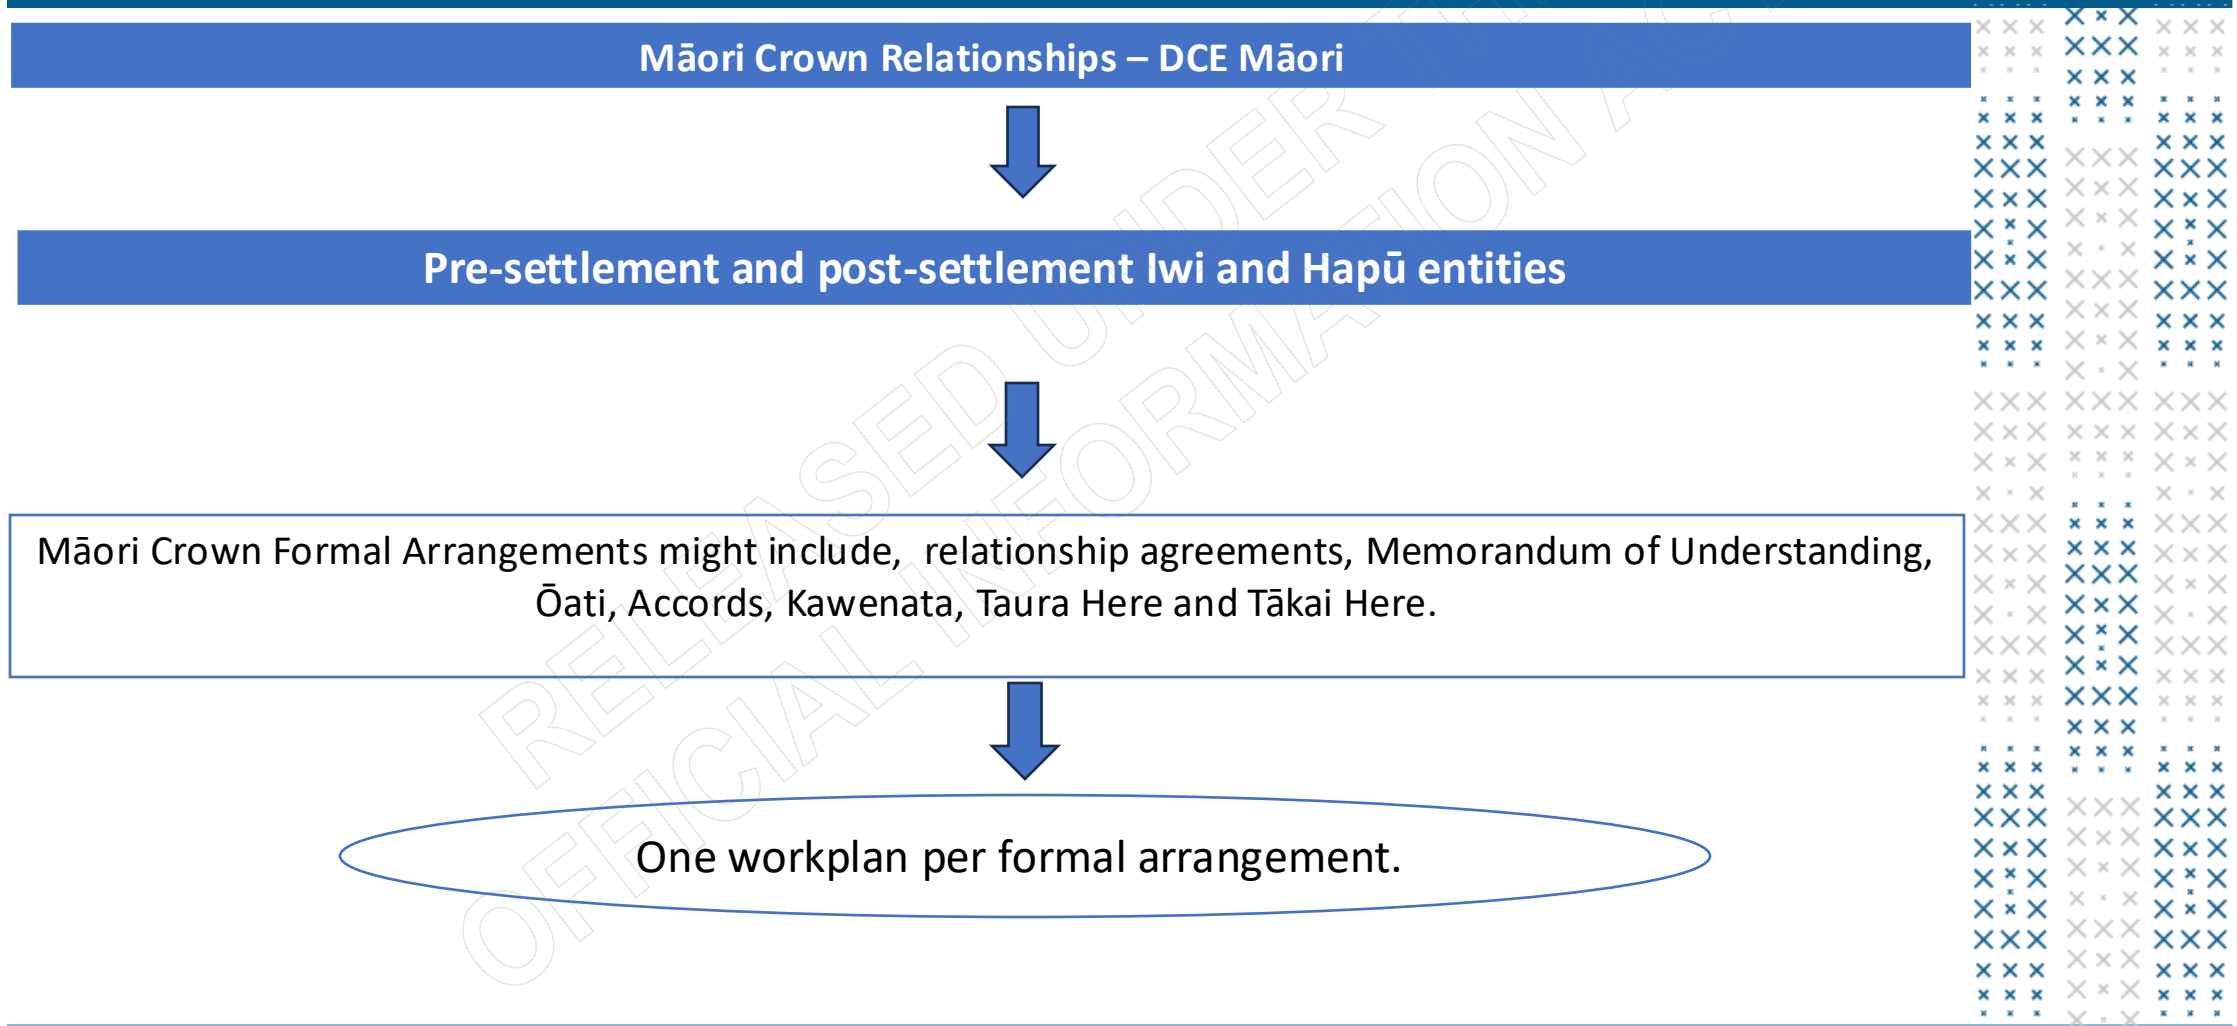 Māori Crown Relationships – DCE Māori
Pre-settlement and post-settlement Iwi and Hapū entities
Māori Crown Formal Arrangements might include, relationship agreements, Memorandum of Understanding,
Ōati, Accords, Kawenata, Taura Here and Tākai Here.
One workplan per formal arrangement.
RELEASED UNDER TH
OFFICIAL INFORMATION ACT